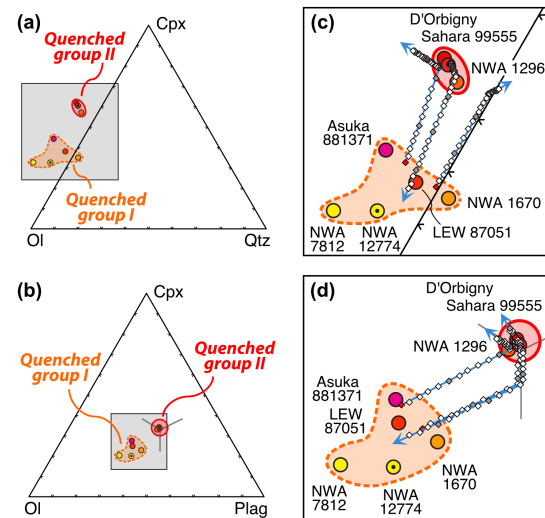 (a)
Cpx
Quenched
group II
Quenched
group I
Ol
Qtz
(b)
Cpx
Quenched
group I
Quenched
group II
Ol
Plag
(c)
D'Orbigny
Sahara 99555
NWA 1296
Asuka
881371
NWA 1670
LEW 87051
NWA
7812
NWA
12774
(d)
D'Orbigny
Sahara 99555
NWA 1296
Asuka
881371
LEW
87051
NWA
7812
NWA
12774
NWA
1670